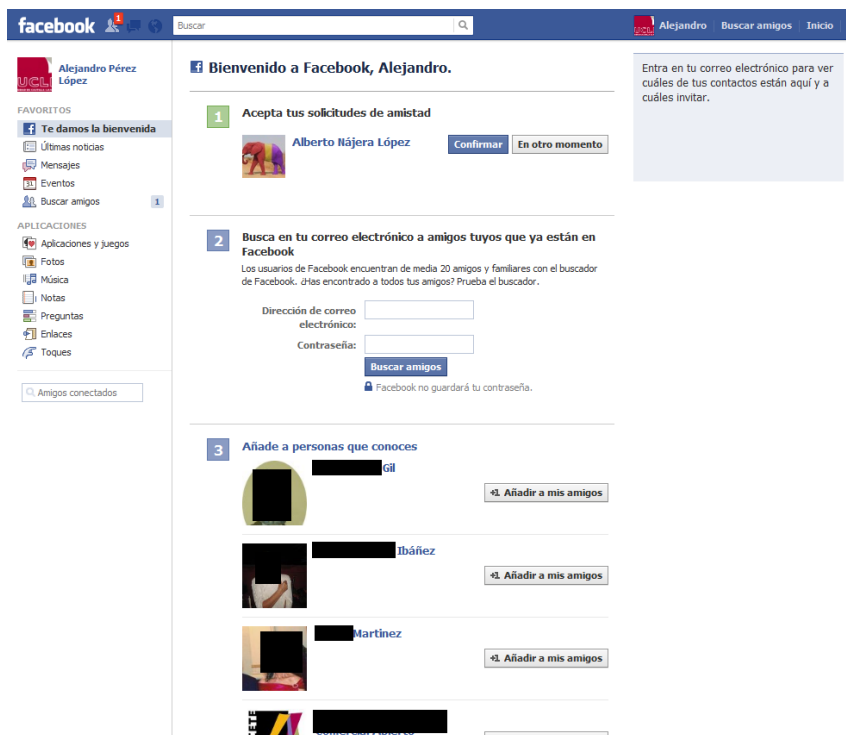 facebook
1
Buscar
Alejandro
Buscar amigos
Inicio
UCL
Alejandro Pérez
López
FAVORITOS
Te damos la bienvenida
Últimas noticias
Mensajes
31
Eventos
Buscar amigos
1
APLICACIONES
Aplicaciones y juegos
Fotos
Música
Notas
Preguntas
Enlaces
Toques
Amigos conectados
Bienvenido a Facebook, Alejandro.
1
Acepta tus solicitudes de amistad
Alberto Nájera López
Confirmar
En otro momento
2
Busca en tu correo electrónico a amigos tuyos que ya están en
Facebook
Los usuarios de Facebook encuentran de media 20 amigos y familiares con el buscador
de Facebook. ¿Has encontrado a todos tus amigos? Prueba el buscador.
Dirección de correo
electrónico:
Contraseña:
Buscar amigos
Facebook no guardará tu contraseña.
3
Añade a personas que conoces
Gil
+1 Añadir a mis amigos
Ibáñez
+1 Añadir a mis amigos
Martinez
+1 Añadir a mis amigos
Entra en tu correo electrónico para ver
cuáles de tus contactos están aquí y a
cuáles invitar.